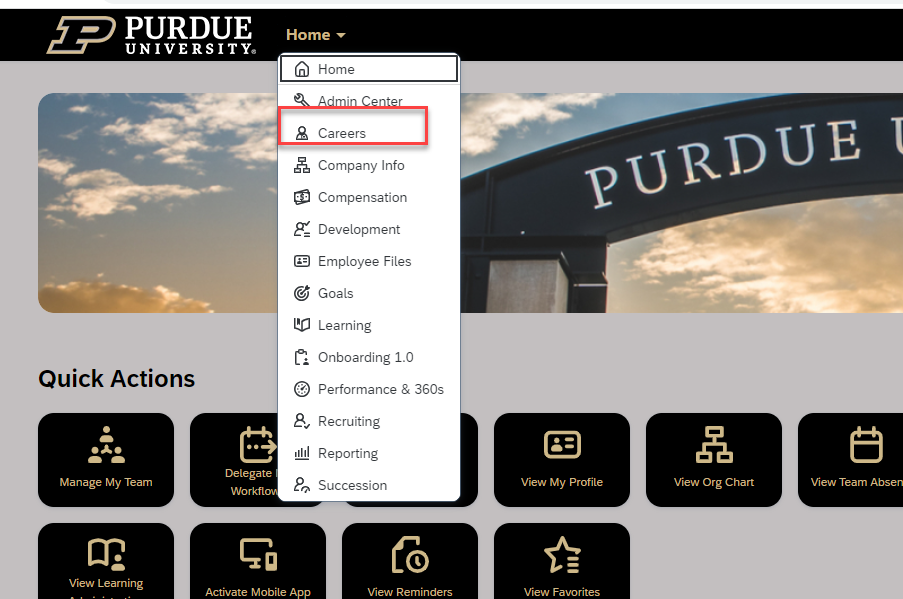 PURDUE
UNIVERSITY®
Home
Home
Admin Center
Careers
Company Info
Compensation
Development
Employee Files
Goals
Learning
Onboarding 1.0
Performance & 360s
Recruiting
Reporting
Succession
PURDUE
Quick Actions
Manage My Team
Delegate
Workflow
View My Profile
View Org Chart
View Team Absen
View Learning
Activate Mobile App
View Reminders
View Favorites